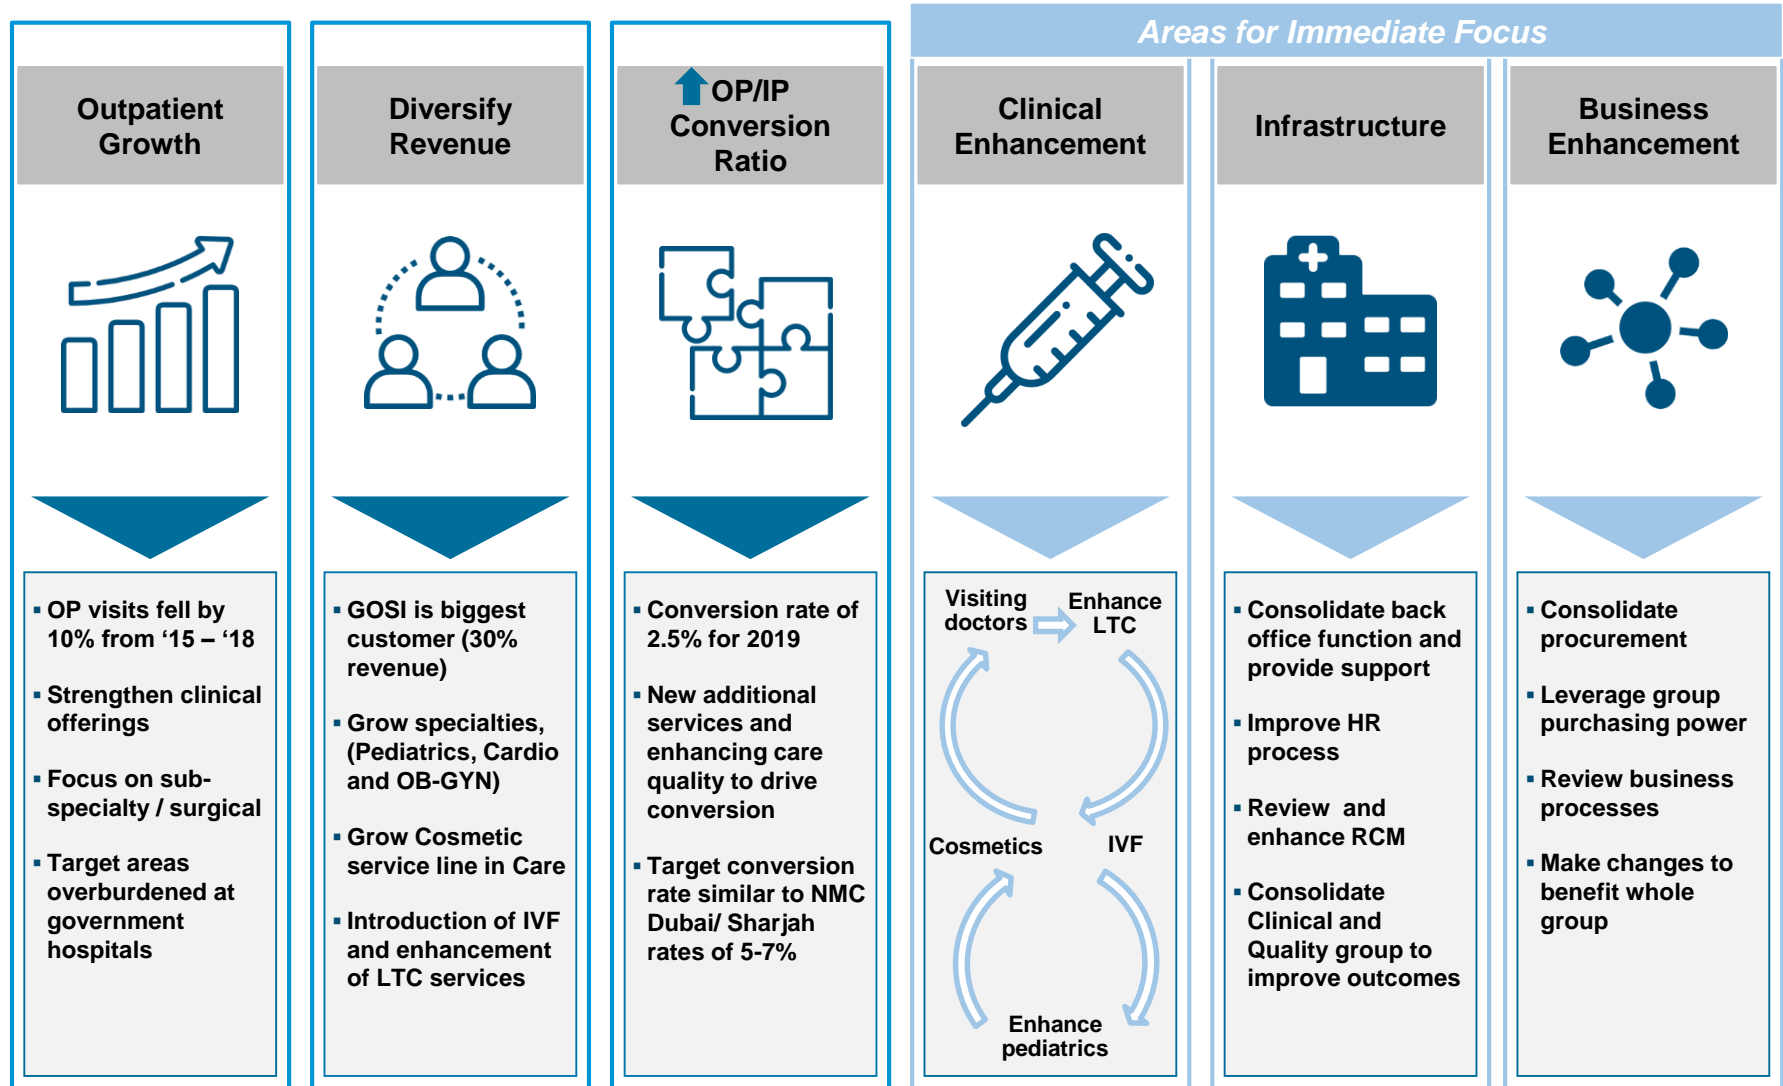 Areas for Immediate Focus
Outpatient
Growth
Diversify
Revenue
OP/IP
Conversion
Ratio
Clinical
Enhancement
Infrastructure
Business
Enhancement
▪ OP visits fell by
10% from ‘15 – ‘18
▪ Strengthen clinical
offerings
▪ Focus on sub-
specialty / surgical
▪ Target areas
overburdened at
government
hospitals
▪ GOSI is biggest
customer (30%
revenue)
▪ Grow specialties,
(Pediatrics, Cardio
and OB-GYN)
▪ Grow Cosmetic
service line in Care
▪ Introduction of IVF
and enhancement
of LTC services
▪ Conversion rate of
2.5% for 2019
▪ New additional
services and
enhancing care
quality to drive
conversion
▪ Target conversion
rate similar to NMC
Dubai/ Sharjah
rates of 5-7%
Visiting
doctors
Enhance
LTC
Cosmetics
IVF
Enhance
pediatrics
▪ Consolidate back
office function and
provide support
▪ Improve HR
process
▪ Review and
enhance RCM
▪ Consolidate
Clinical and
Quality group to
improve outcomes
▪ Consolidate
procurement
▪ Leverage group
purchasing power
▪ Review business
processes
▪ Make changes to
benefit whole
group